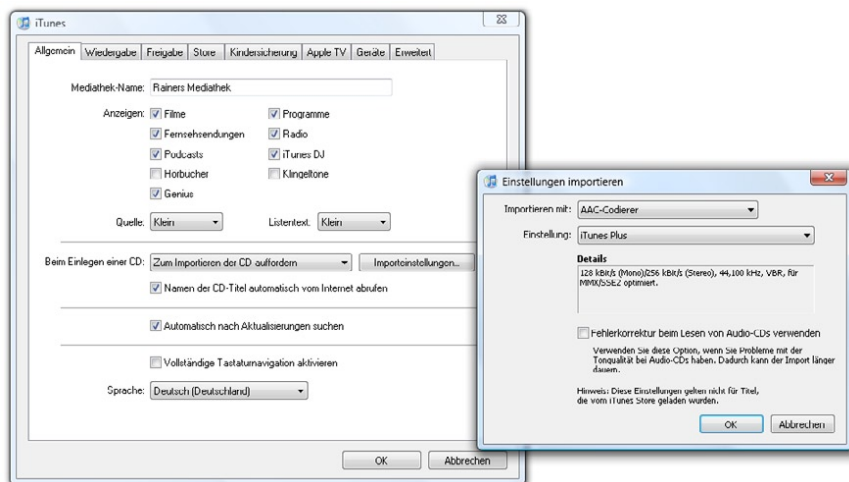 iTunes
Allgemein Wiedergabe Freigabe Store Kindersicherung Apple TV Geräte Erweitert
Mediathek-Name: Rainers Mediathek
Anzeigen: Filme Programme
Fernsehsendungen Radio
Podcasts iTunes DJ
Horbucher Klingeltone
Genius
Quelle: Klein Listentext: Klein
Beim Einlegen einer CD: Zum Importieren der CD auffordern Importeinstellungen...
Namen der CD-Titel automatisch vom Internet abrufen
Automatisch nach Aktualisierungen suchen
Vollständige Tastaturnavigation aktivieren
Sprache: Deutsch (Deutschland)
OK Abbrechen
Einstellungen importieren
Importieren mit: AAC-Codierer
Einstellung: iTunes Plus
Details
128 kBit/s (Mono)/256 kBit/s (Stereo), 44,100 kHz, VBR, für
MMX/SSE2 optimiert.
Fehlerkorrektur beim Lesen von Audio-CDs verwenden
Verwenden Sie diese Option, wenn Sie Probleme mit der
Tonqualität bei Audio-CDs haben. Dadurch kann der Import länger
dauern.
Hinweis: Diese Einstellungen gelten nicht für Titel,
die vom iTunes Store geladen wurden.
OK Abbrechen